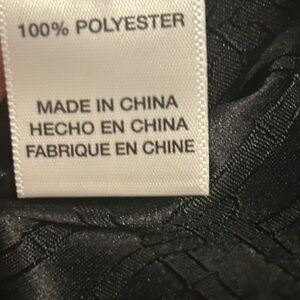 100% POLYESTER
MADE IN CHINA
HECHO EN CHINA
FABRIQUE EN CHINE